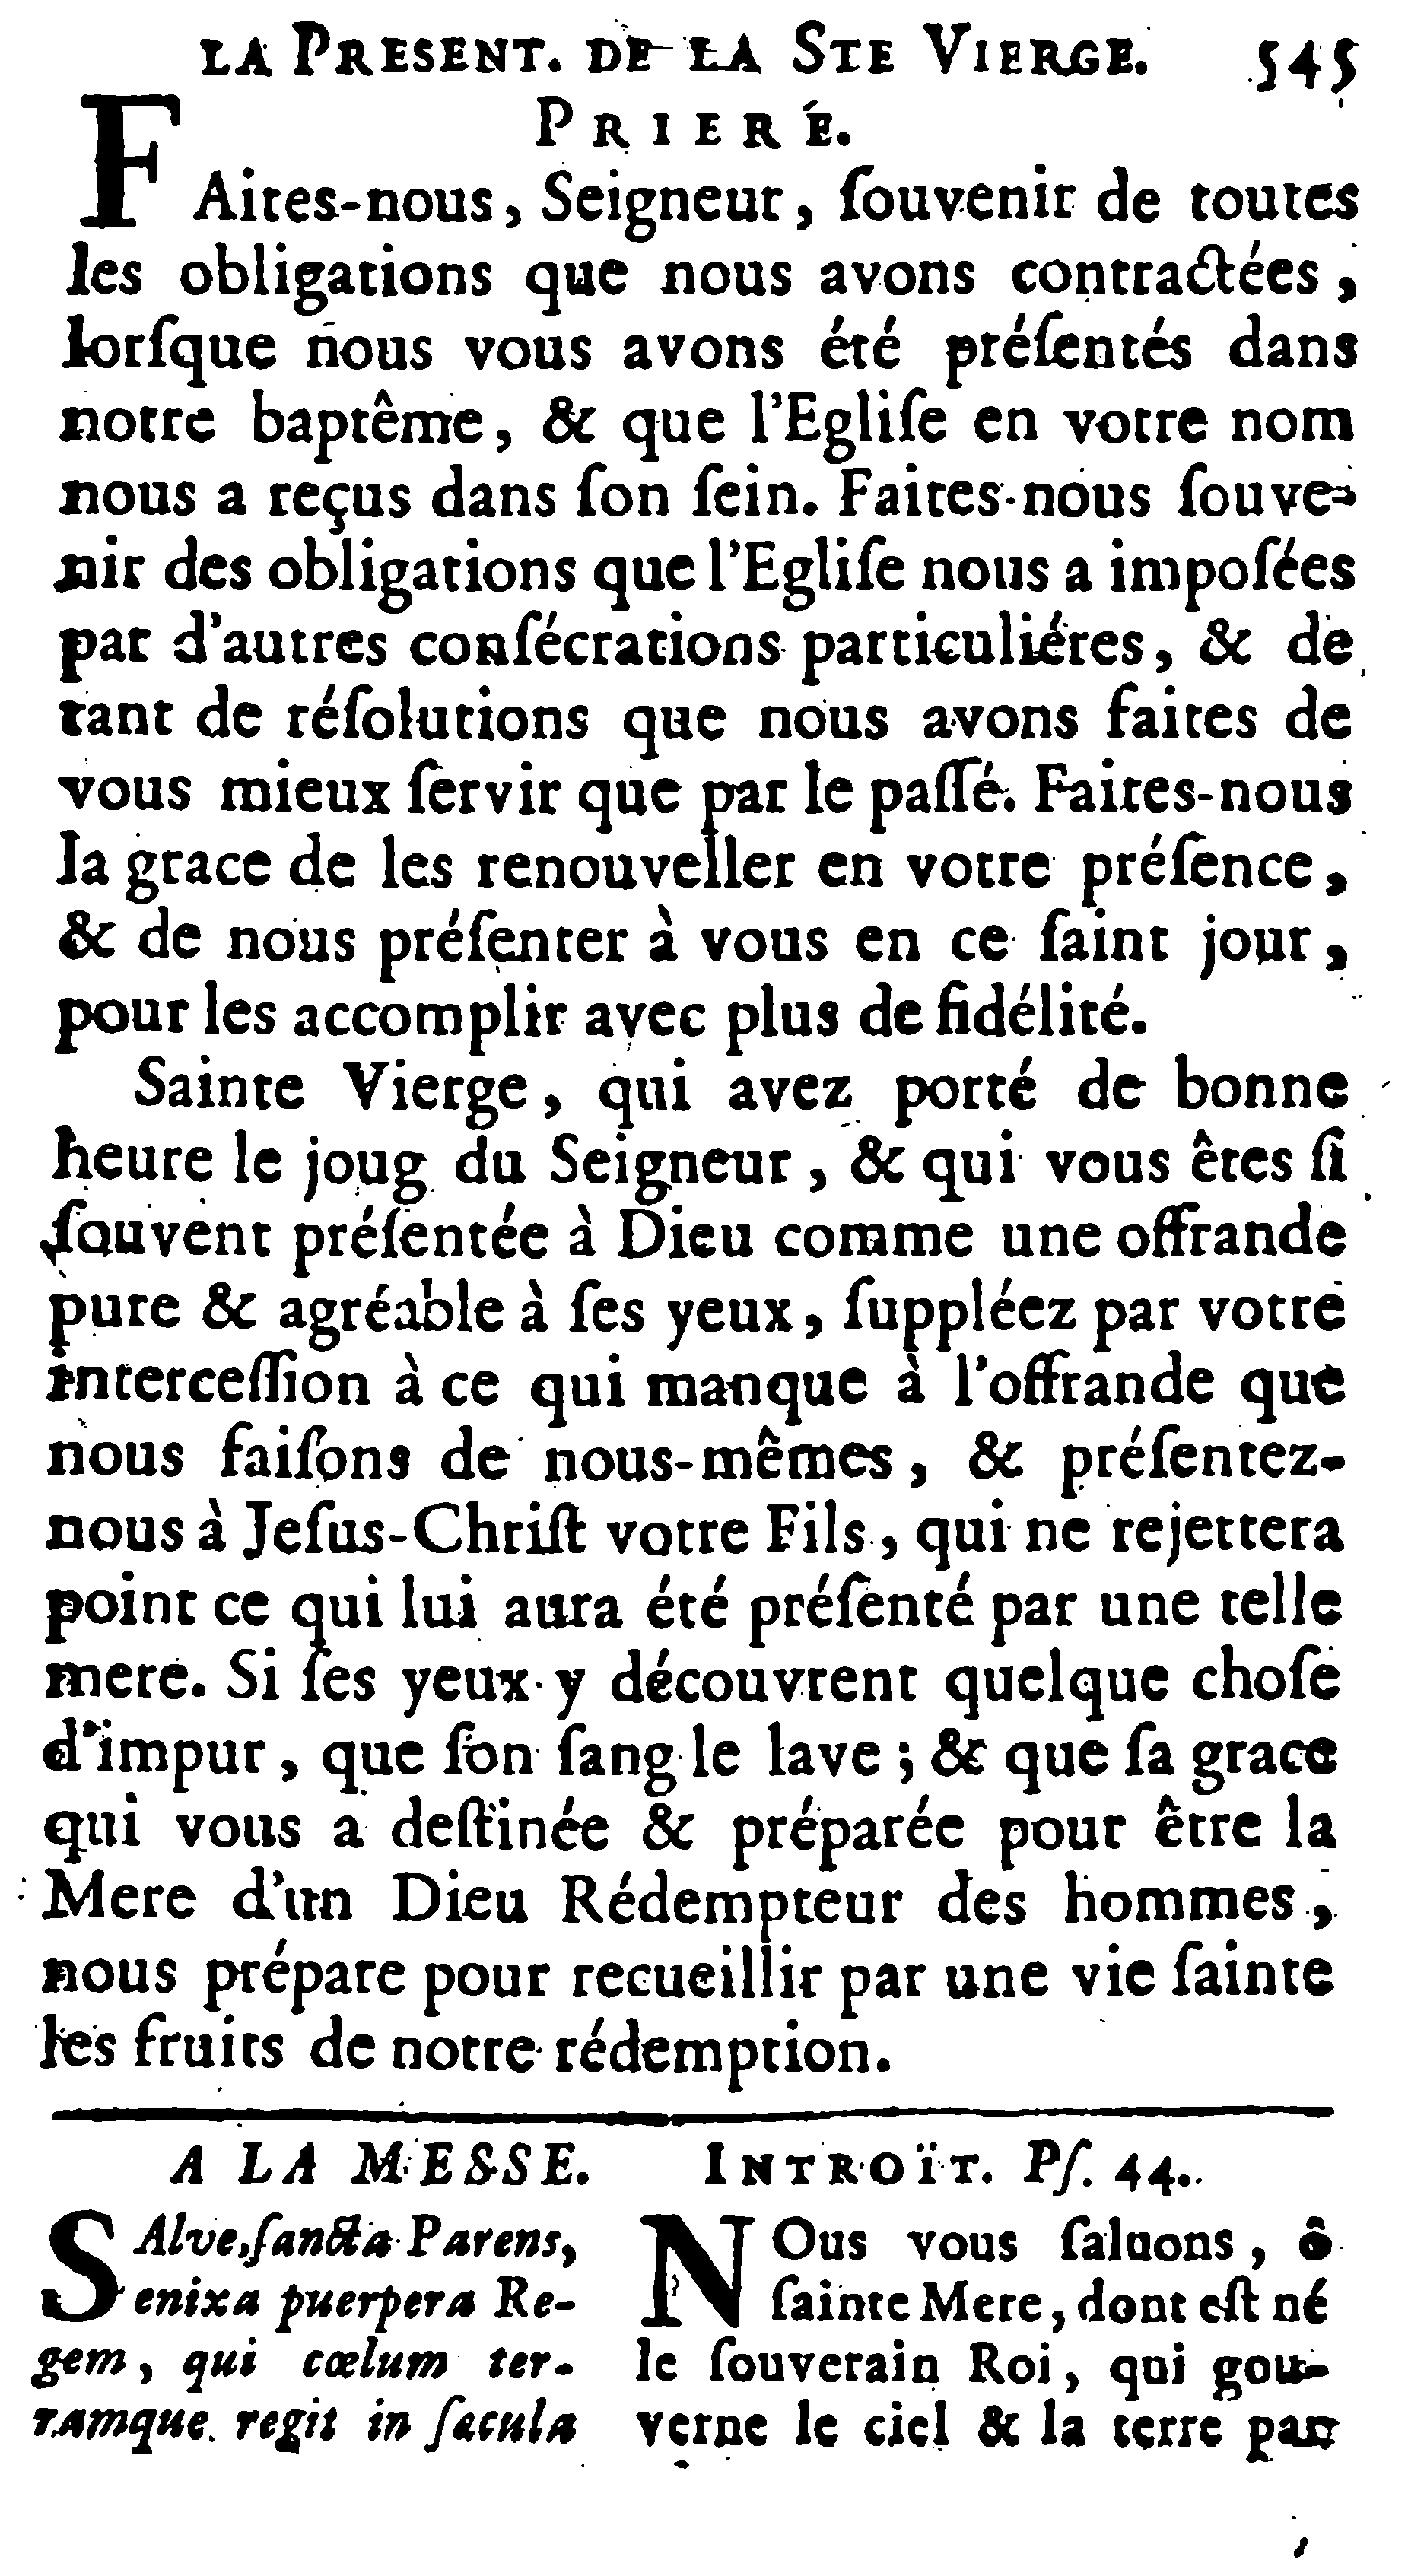 LA PRESENT. DE LA STE VIERGE. 545
PRIERE.
FAites-nous, Seigneur, ſouvenir de toutes
les obligations que nous avons contractées,
lorſque nous vous avons été préſentés dans
notre baptême, & que l'Egliſe en votre nom
nous a reçus dans ſon ſein. Faites-nous ſouve-
nir des obligations que l'Egliſe nous a impoſées
par d'autres conſécrations particuliéres, & de
tant de réſolutions que nous avons faites de
vous mieux ſervir que par le paſſé. Faites-nous
la grace de les renouveller en votre préſence,
& de nous préſenter à vous en ce ſaint jour,
pour les accomplir avec plus de fidélité.
Sainte Vierge, qui avez porté de bonne
heure le joug du Seigneur, & qui vous êtes ſi
ſouvent préſentée à Dieu comme une offrande
pure & agréable à ſes yeux, ſuppléez par votre
interceſſion à ce qui manque à l'offrande que
nous faiſons de nous-mêmes, & préſentez-
nous à Jeſus-Chriſt votre Fils, qui ne rejettera
point ce qui lui aura été préſenté par une telle
mere. Si ſes yeux y découvrent quelque choſe
d'impur, que ſon ſang le lave; & que ſa grace
qui vous a deſtinée & préparée pour être la
Mere d'un Dieu Rédempteur des hommes,
nous prépare pour recueillir par une vie ſainte
les fruits de notre rédemption.
A LA MESSE.
SAlve, ſancta Parens,
enixa puerpera Re-
gem, qui cœlum ter-
ramque regit in ſæcula
INTROÏT. Pſ. 44.
NOus vous ſaluons, ô
ſainte Mere, dont eſt né
le ſouverain Roi, qui gou-
verne le ciel & la terre par